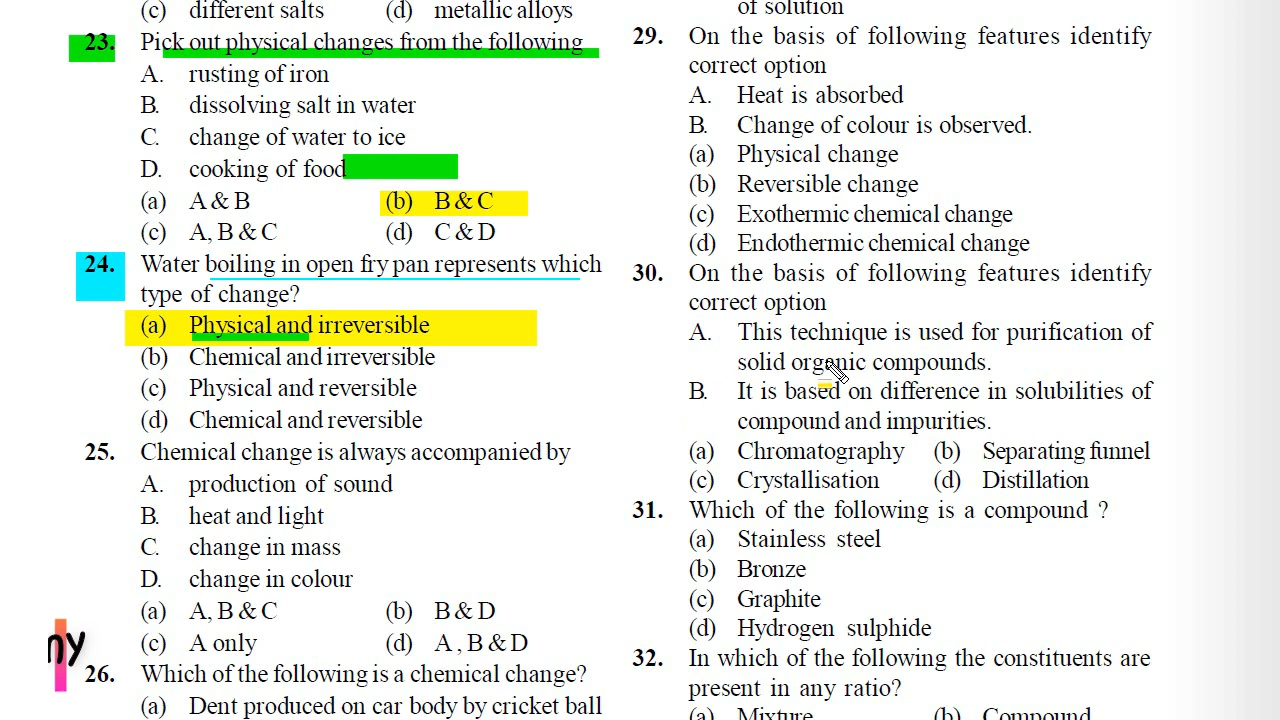 (c) different salts (d) metallic alloys
23. Pick out physical changes from the following
A. rusting of iron
B. dissolving salt in water
C. change of water to ice
D. cooking of food
(a) A & B (b) B & C
(c) A, B & C (d) C & D
24. Water boiling in open fry pan represents which
type of change?
(a) Physical and irreversible
(b) Chemical and irreversible
(c) Physical and reversible
(d) Chemical and reversible
25. Chemical change is always accompanied by
A. production of sound
B. heat and light
C. change in mass
D. change in colour
(a) A, B & C (b) B & D
(c) A only (d) A , B & D
26. Which of the following is a chemical change?
(a) Dent produced on car body by cricket ball
ny
of solution
29. On the basis of following features identify
correct option
A. Heat is absorbed
B. Change of colour is observed.
(a) Physical change
(b) Reversible change
(c) Exothermic chemical change
(d) Endothermic chemical change
30. On the basis of following features identify
correct option
A. This technique is used for purification of
solid organic compounds.
B. It is based on difference in solubilities of
compound and impurities.
(a) Chromatography (b) Separating funnel
(c) Crystallisation (d) Distillation
31. Which of the following is a compound ?
(a) Stainless steel
(b) Bronze
(c) Graphite
(d) Hydrogen sulphide
32. In which of the following the constituents are
present in any ratio?
(a) Mixture (b) Compound